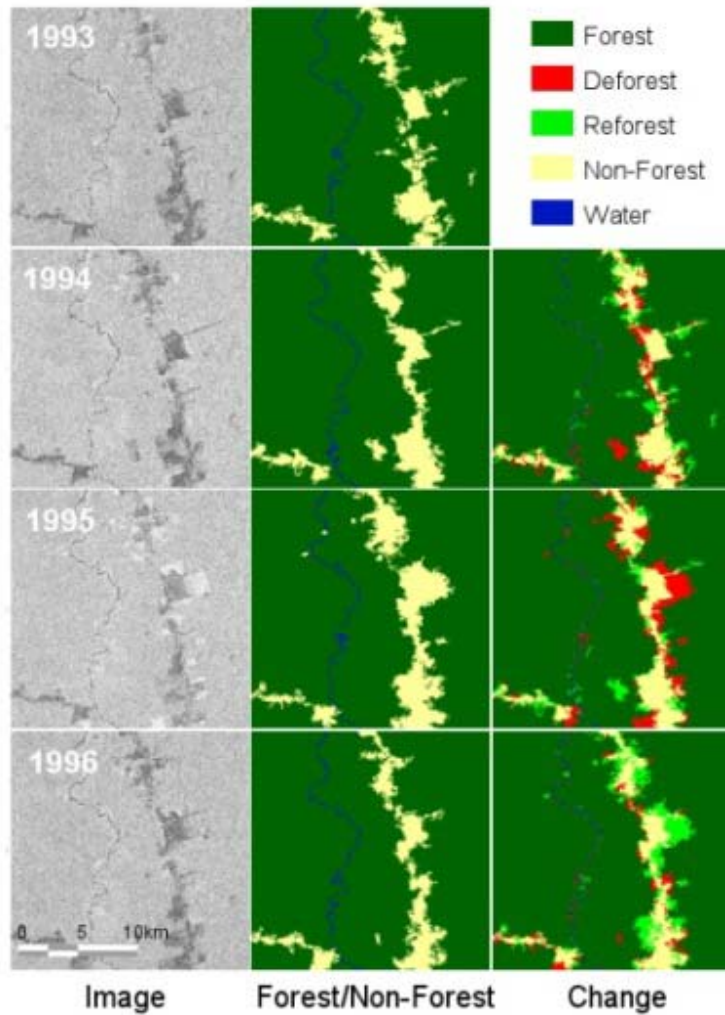 1993
Forest
Deforest
Reforest
Non-Forest
Water
1994
1995
1996
0 5 10km
Image Forest/Non-Forest Change